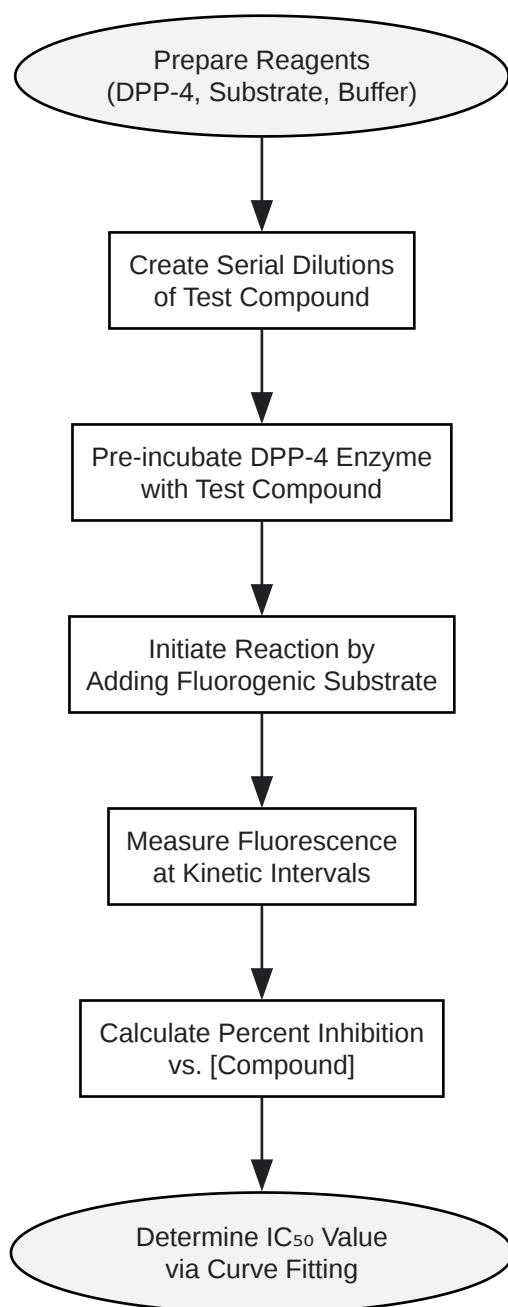 Prepare Reagents
(DPP-4, Substrate, Buffer)
Create Serial Dilutions
of Test Compound
Pre-incubate DPP-4 Enzyme
with Test Compound
Initiate Reaction by
Adding Fluorogenic Substrate
Measure Fluorescence
at Kinetic Intervals
Calculate Percent Inhibition
vs. [Compound]
Determine IC₅₀ Value
via Curve Fitting